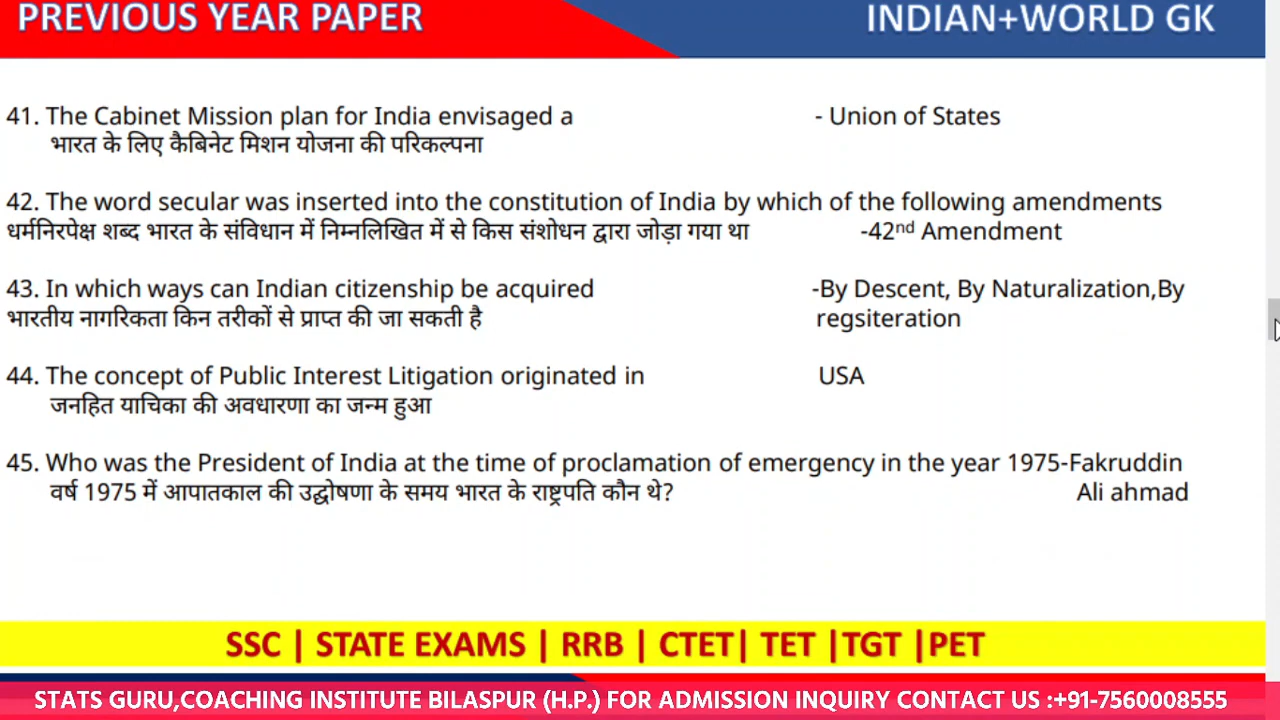 PREVIOUS YEAR PAPER INDIAN+WORLD GK
41. The Cabinet Mission plan for India envisaged a - Union of States
भारत के लिए कैबिनेट मिशन योजना की परिकल्पना
42. The word secular was inserted into the constitution of India by which of the following amendments
धर्मनिरपेक्ष शब्द भारत के संविधान में निम्नलिखित में से किस संशोधन द्वारा जोड़ा गया था -42nd Amendment
43. In which ways can Indian citizenship be acquired -By Descent, By Naturalization,By
भारतीय नागरिकता किन तरीकों से प्राप्त की जा सकती है regsiteration
44. The concept of Public Interest Litigation originated in USA
जनहित याचिका की अवधारणा का जन्म हुआ
45. Who was the President of India at the time of proclamation of emergency in the year 1975-Fakruddin
वर्ष 1975 में आपातकाल की उद्घोषणा के समय भारत के राष्ट्रपति कौन थे? Ali ahmad
SSC | STATE EXAMS | RRB | CTET| TET |TGT |PET
STATS GURU,COACHING INSTITUTE BILASPUR (H.P.) FOR ADMISSION INQUIRY CONTACT US :+91-7560008555